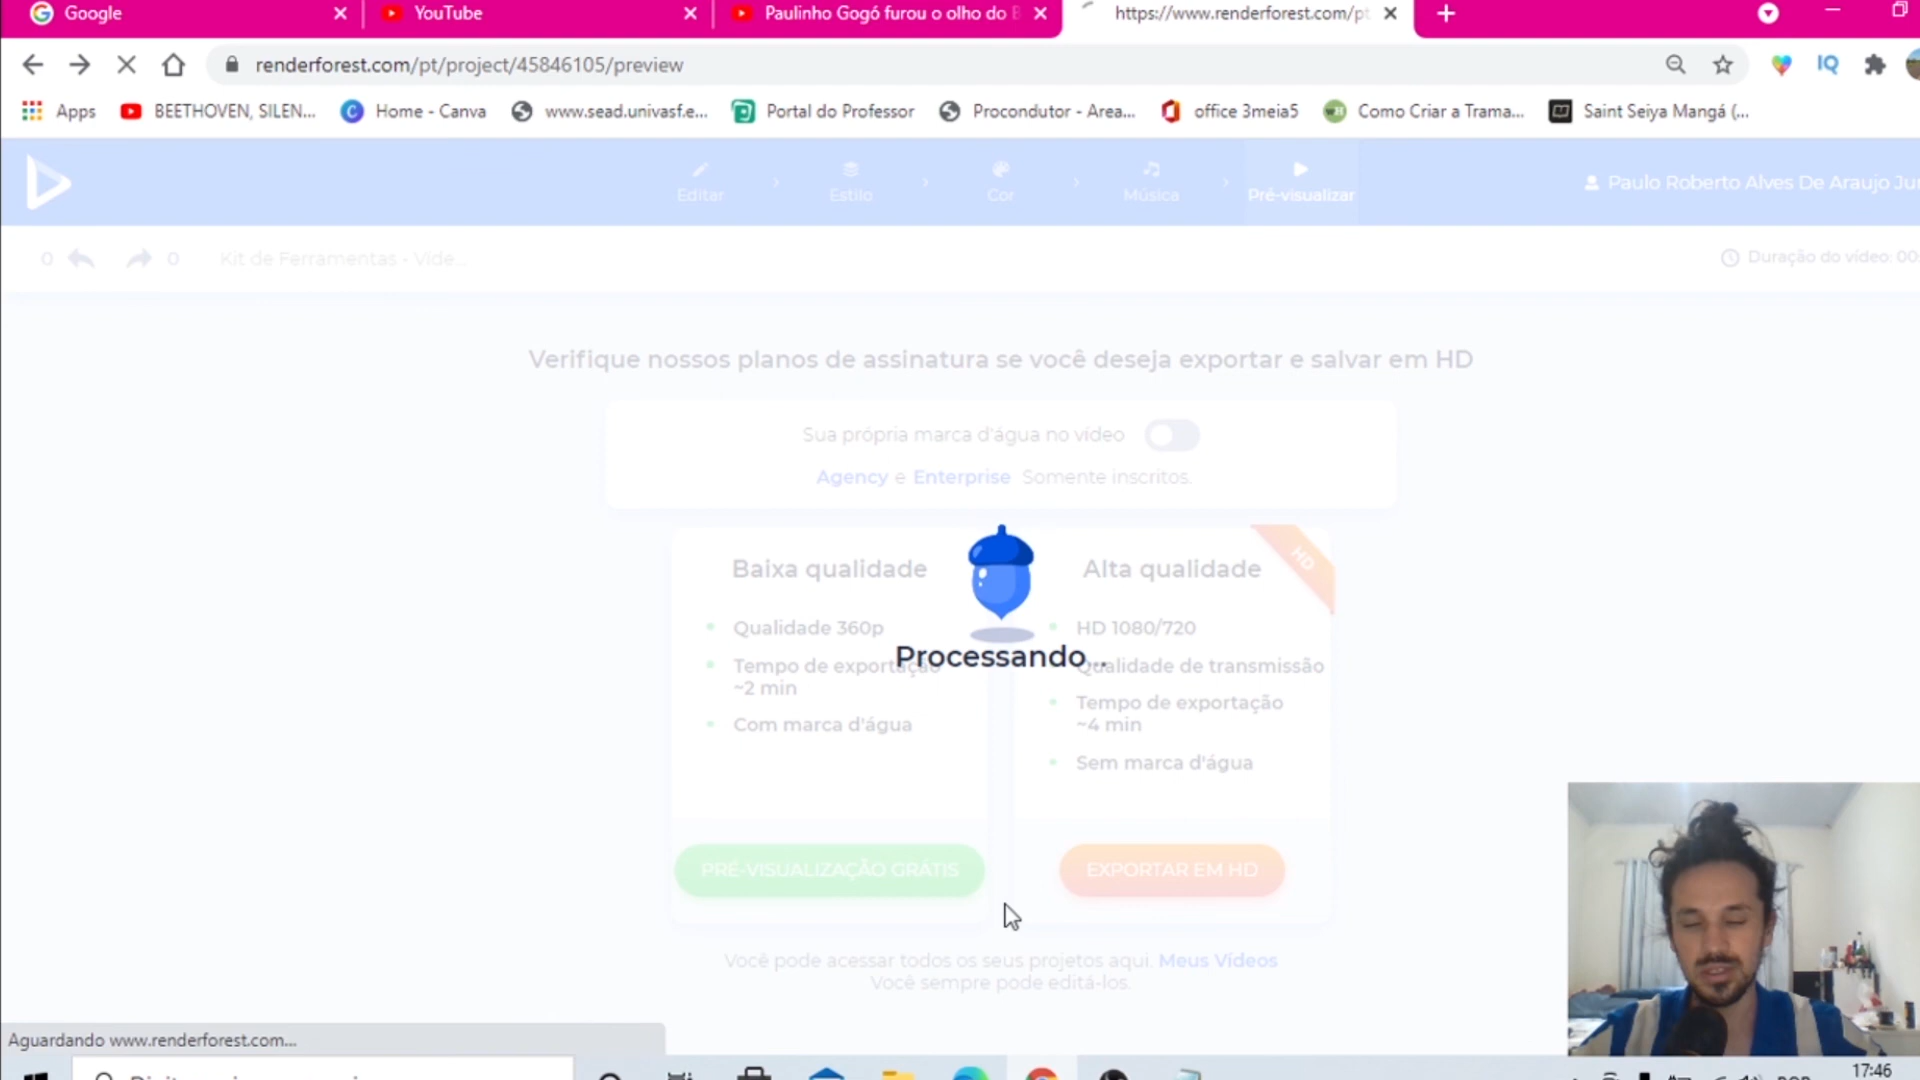 Google
YouTube
Paulinho Gogó furou o olho do
https://www.renderforest.com/pt
renderforest.com/pt/project/45846105/preview
IQ
Apps
BEETHOVEN, SILEN...
Home - Canva
www.sead.univasf.e...
Portal do Professor
Procondutor - Area...
office 3meia5
Como Criar a Trama...
Saint Seiya Mangá (...
Editar
Estilo
Cor
Música
Pré-visualizar
Paulo Roberto Alves De Araujo Jun
0
0
Kit de Ferramentas - Víde...
Duração do vídeo: 00:
Verifique nossos planos de assinatura se você deseja exportar e salvar em HD
Sua própria marca d'água no vídeo
Agency e Enterprise Somente inscritos.
Baixa qualidade
Qualidade 360p
Tempo de exportação
~2 min
Com marca d'água
PRÉ-VISUALIZAÇÃO GRÁTIS
Processando...
Alta qualidade
HD
HD 1080/720
Qualidade de transmissão
Tempo de exportação
~4 min
Sem marca d'água
EXPORTAR EM HD
Você pode acessar todos os seus projetos aqui. Meus Vídeos
Você sempre pode editá-los.
Aguardando www.renderforest.com...
17:46